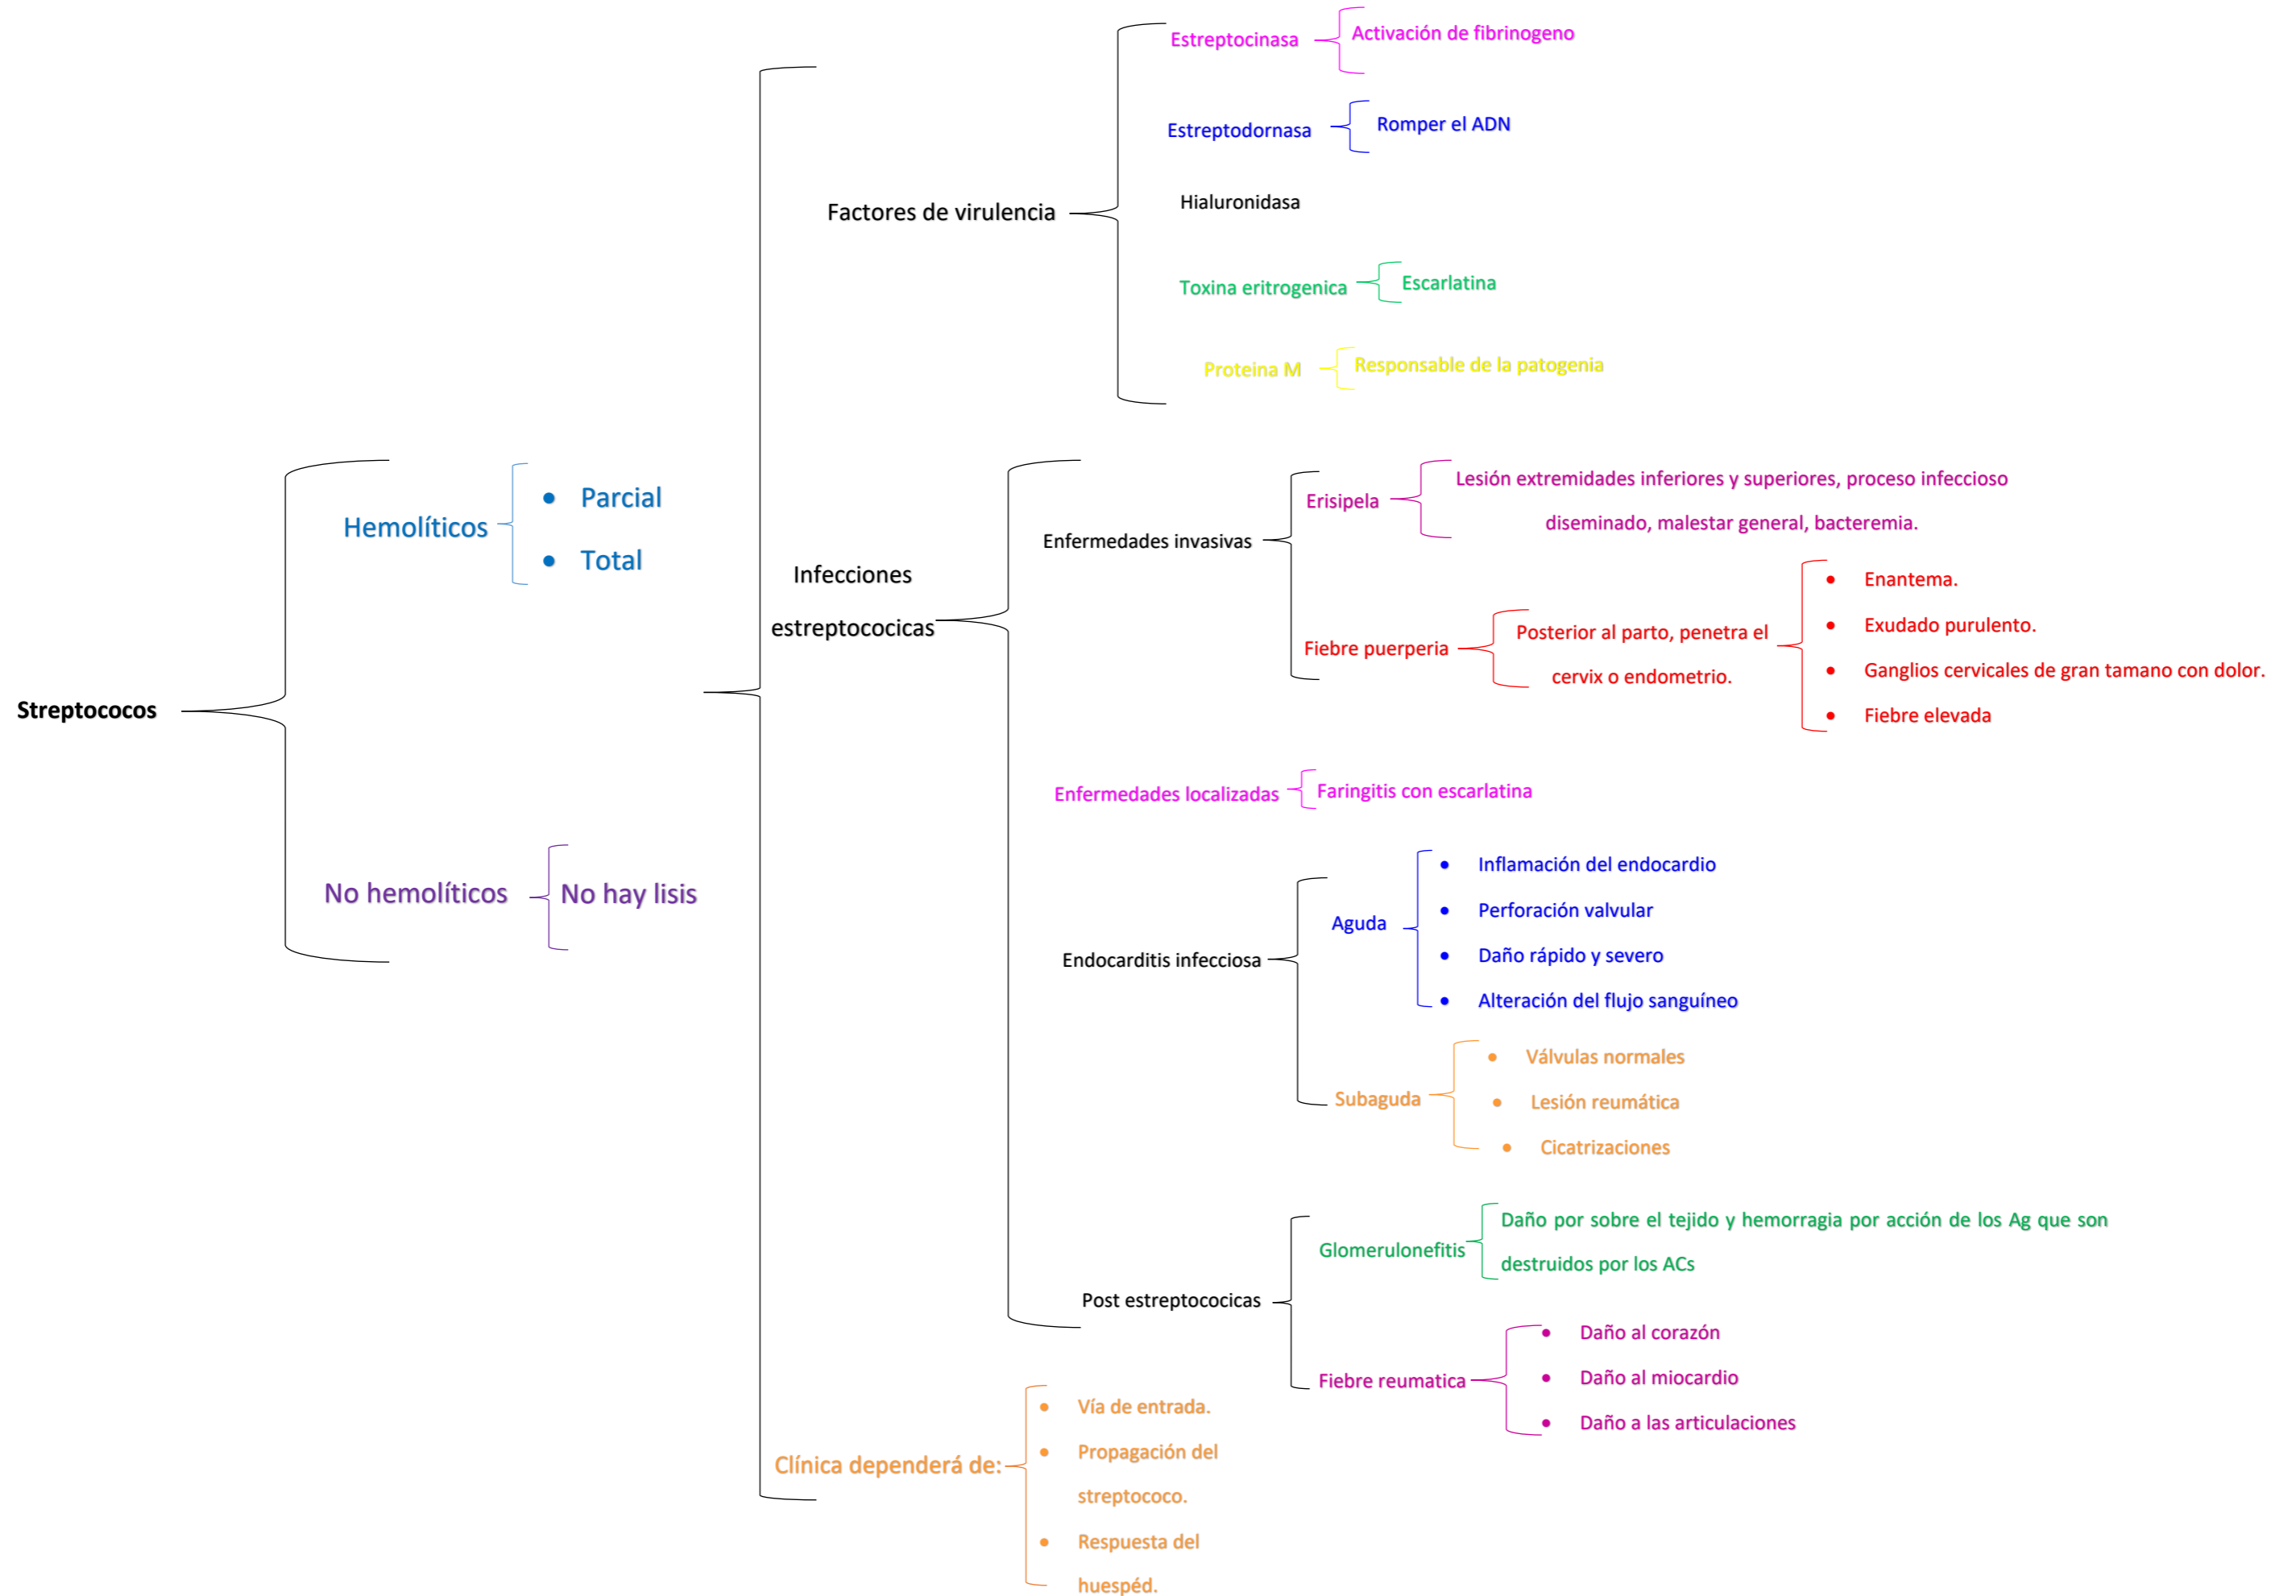 Streptococos
Hemolíticos
• Parcial
• Total
No hemolíticos
No hay lisis
Factores de virulencia
Estreptocinasa
Activación de fibrinogeno
Estreptodornasa
Romper el ADN
Hialuronidasa
Toxina eritrogenica
Escarlatina
Proteina M
Responsable de la patogenia
Infecciones
estreptococicas
Enfermedades invasivas
Erisipela
Lesión extremidades inferiores y superiores, proceso infeccioso
diseminado, malestar general, bacteremia.
Fiebre puerperia
Posterior al parto, penetra el
cervix o endometrio.
• Enantema.
• Exudado purulento.
• Ganglios cervicales de gran tamano con dolor.
• Fiebre elevada
Enfermedades localizadas
Faringitis con escarlatina
Endocarditis infecciosa
Aguda
• Inflamación del endocardio
• Perforación valvular
• Daño rápido y severo
• Alteración del flujo sanguíneo
Subaguda
• Válvulas normales
• Lesión reumática
• Cicatrizaciones
Post estreptococicas
Glomerulonefitis
Daño por sobre el tejido y hemorragia por acción de los Ag que son
destruidos por los ACs
Fiebre reumatica
• Daño al corazón
• Daño al miocardio
• Daño a las articulaciones
Clínica dependerá de:
• Vía de entrada.
• Propagación del
streptococo.
• Respuesta del
huespéd.